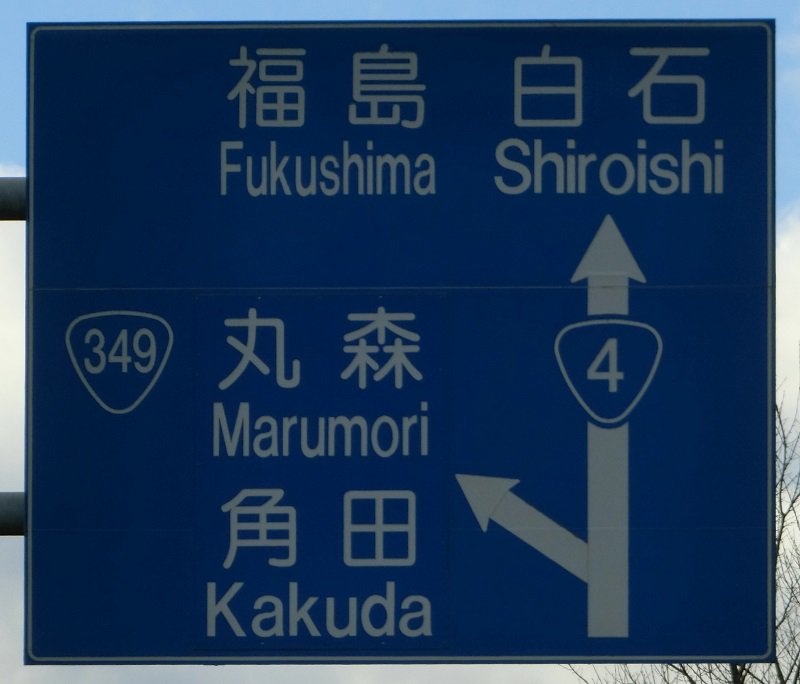 福島 白石
Fukushima Shiroishi
349 丸森 4
Marumori
角田
Kakuda